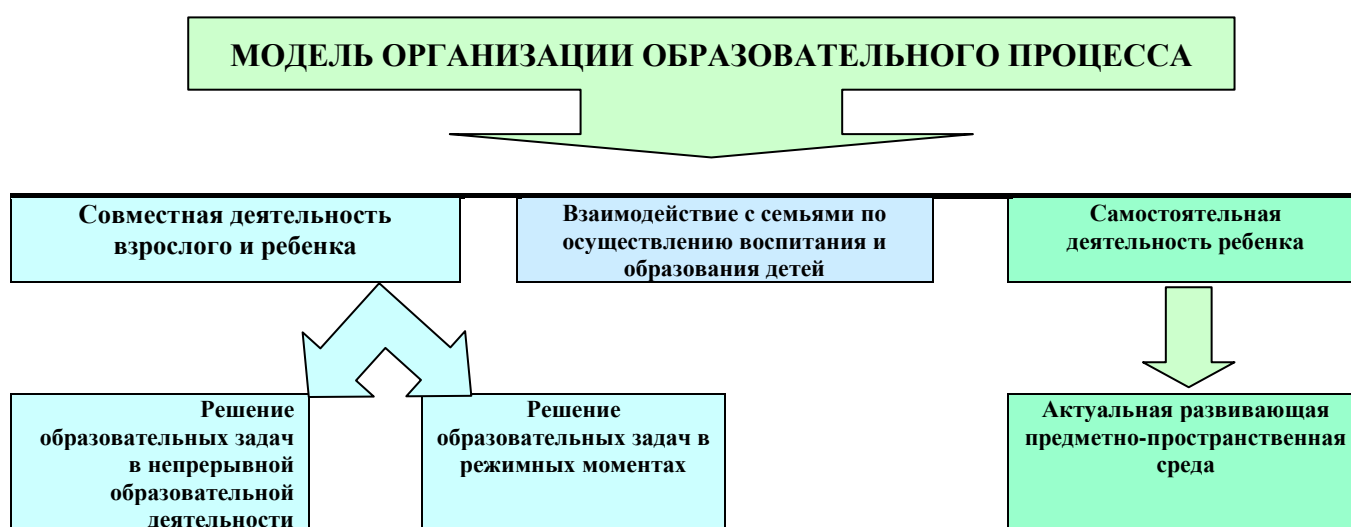 МОДЕЛЬ ОРГАНИЗАЦИИ ОБРАЗОВАТЕЛЬНОГО ПРОЦЕССА
Совместная деятельность
взрослого и ребенка
Взаимодействие с семьями по
осуществлению воспитания и
образования детей
Самостоятельная
деятельность ребенка
Решение
образовательных задач
в непрерывной
образовательной
деятельности
Решение
образовательных задач в
режимных моментах
Актуальная развивающая
предметно-пространственная
среда